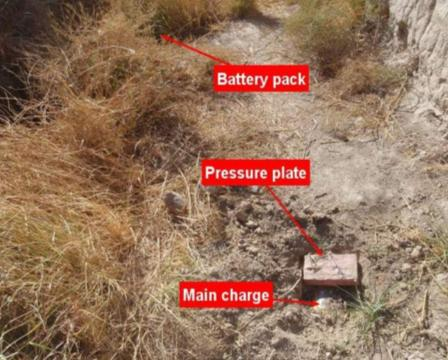 Battery pack
Pressure plate
Main charge